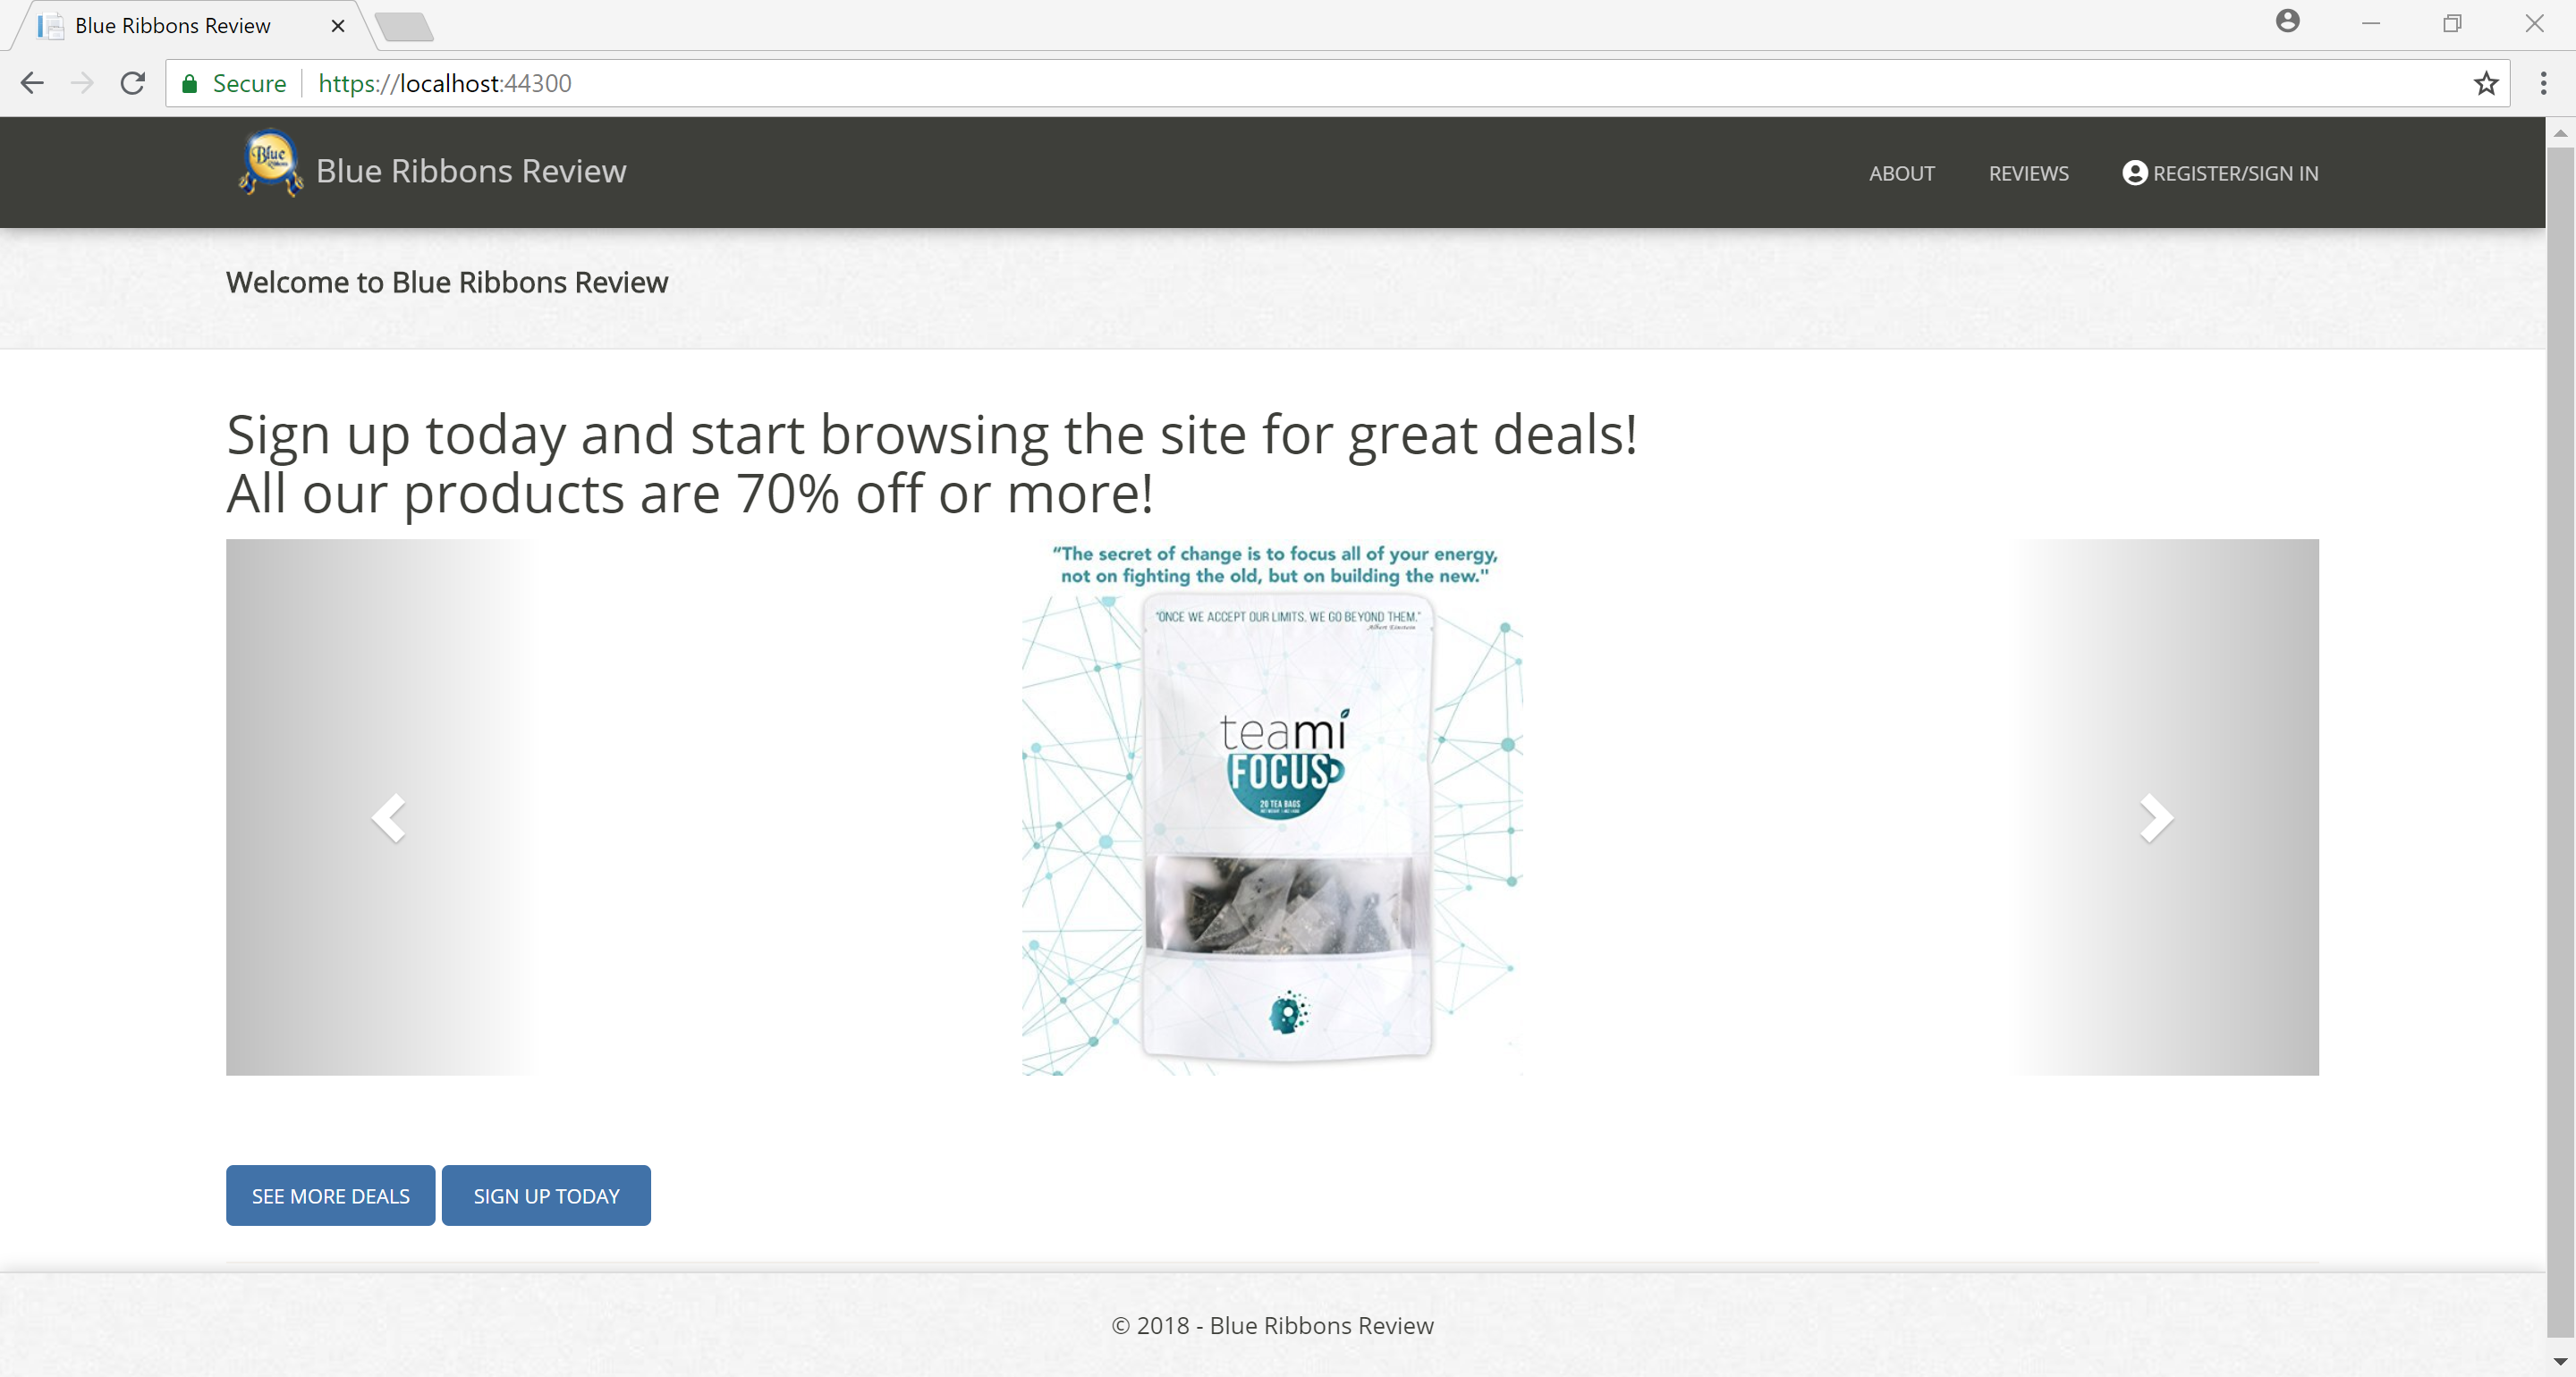 Blue Ribbons Review
Secure https://localhost:44300
Blue
Blue Ribbons Review
ABOUT
REVIEWS
REGISTER/SIGN IN
Welcome to Blue Ribbons Review
Sign up today and start browsing the site for great deals!
All our products are 70% off or more!
“The secret of change is to focus all of your energy,
not on fighting the old, but on building the new."
"ONCE WE ACCEPT OUR LIMITS, WE GO BEYOND THEM."
Albert Einstein
teami
FOCUS
20 TEA BAGS
SEE MORE DEALS
SIGN UP TODAY
© 2018 - Blue Ribbons Review